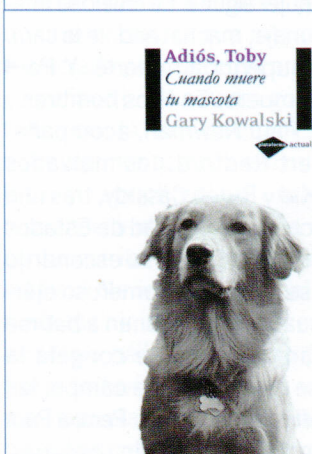 Adiós, Toby
Cuando muere
tu mascota
Gary Kowalski
plataforma actual